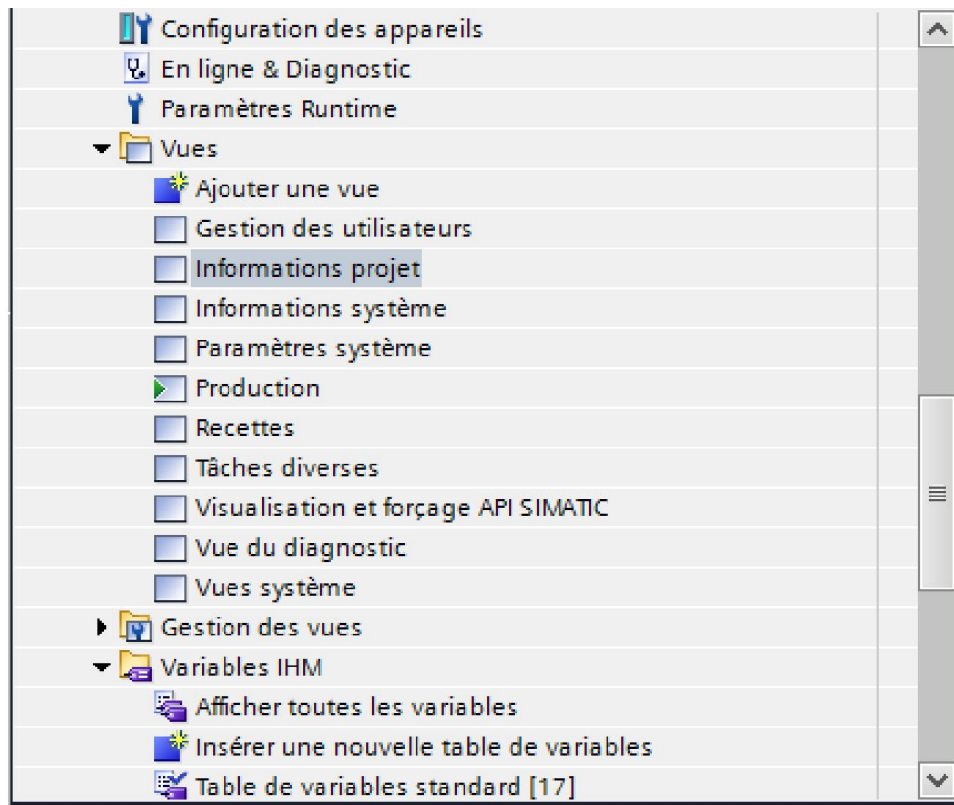 Configuration des appareils
En ligne & Diagnostic
Paramètres Runtime
Vues
Ajouter une vue
Gestion des utilisateurs
Informations projet
Informations système
Paramètres système
Production
Recettes
Tâches diverses
Visualisation et forçage API SIMATIC
Vue du diagnostic
Vues système
Gestion des vues
Variables IHM
Afficher toutes les variables
Insérer une nouvelle table de variables
Table de variables standard [17]